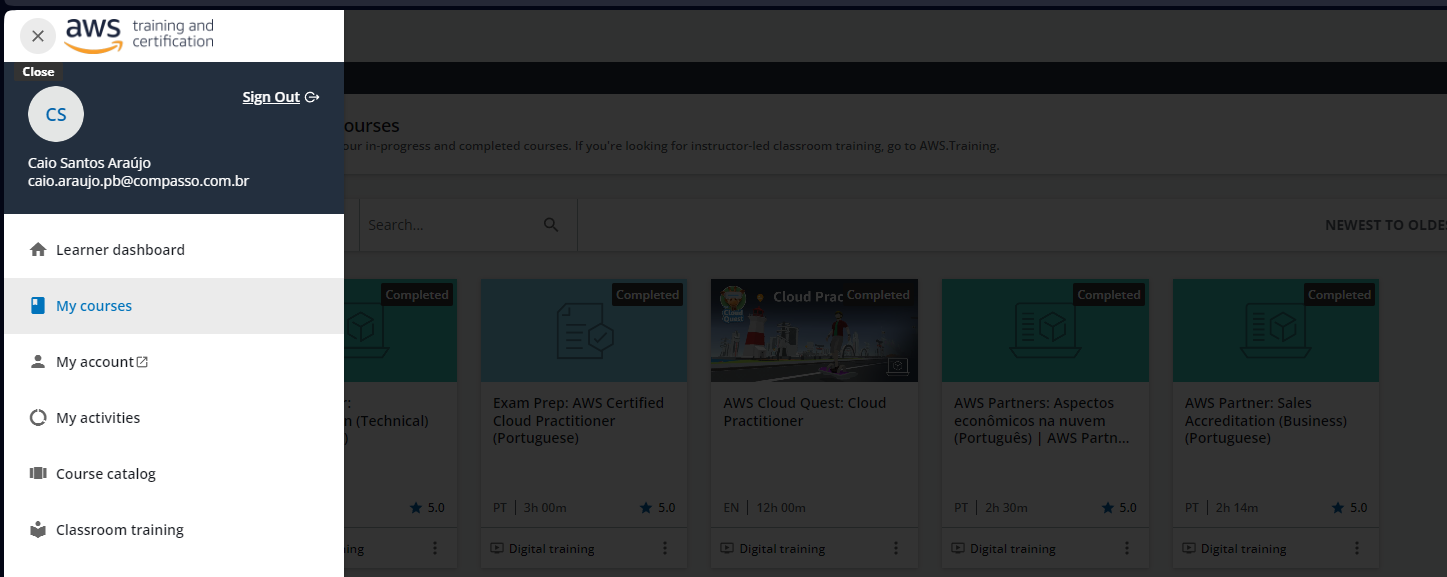 aws training and
certification
Close
CS
Sign Out
Caio Santos Araújo
caio.araujo.pb@compasso.com.br
Learner dashboard
My courses
My account
My activities
Course catalog
Classroom training
ourses
our in-progress and completed courses. If you're looking for instructor-led classroom training, go to AWS.Training.
Search...
NEWEST TO OLDES
Completed
r:
n (Technical)
)
5.0
ing
Completed
Exam Prep: AWS Certified
Cloud Practitioner
(Portuguese)
PT | 3h 00m
5.0
Digital training
Cloud Quest
Cloud Prac
Completed
AWS Cloud Quest: Cloud
Practitioner
EN | 12h 00m
Digital training
Completed
AWS Partners: Aspectos
econômicos na nuvem
(Português) | AWS Partn...
PT | 2h 30m
5.0
Digital training
Completed
AWS Partner: Sales
Accreditation (Business)
(Portuguese)
PT | 2h 14m
5.0
Digital training